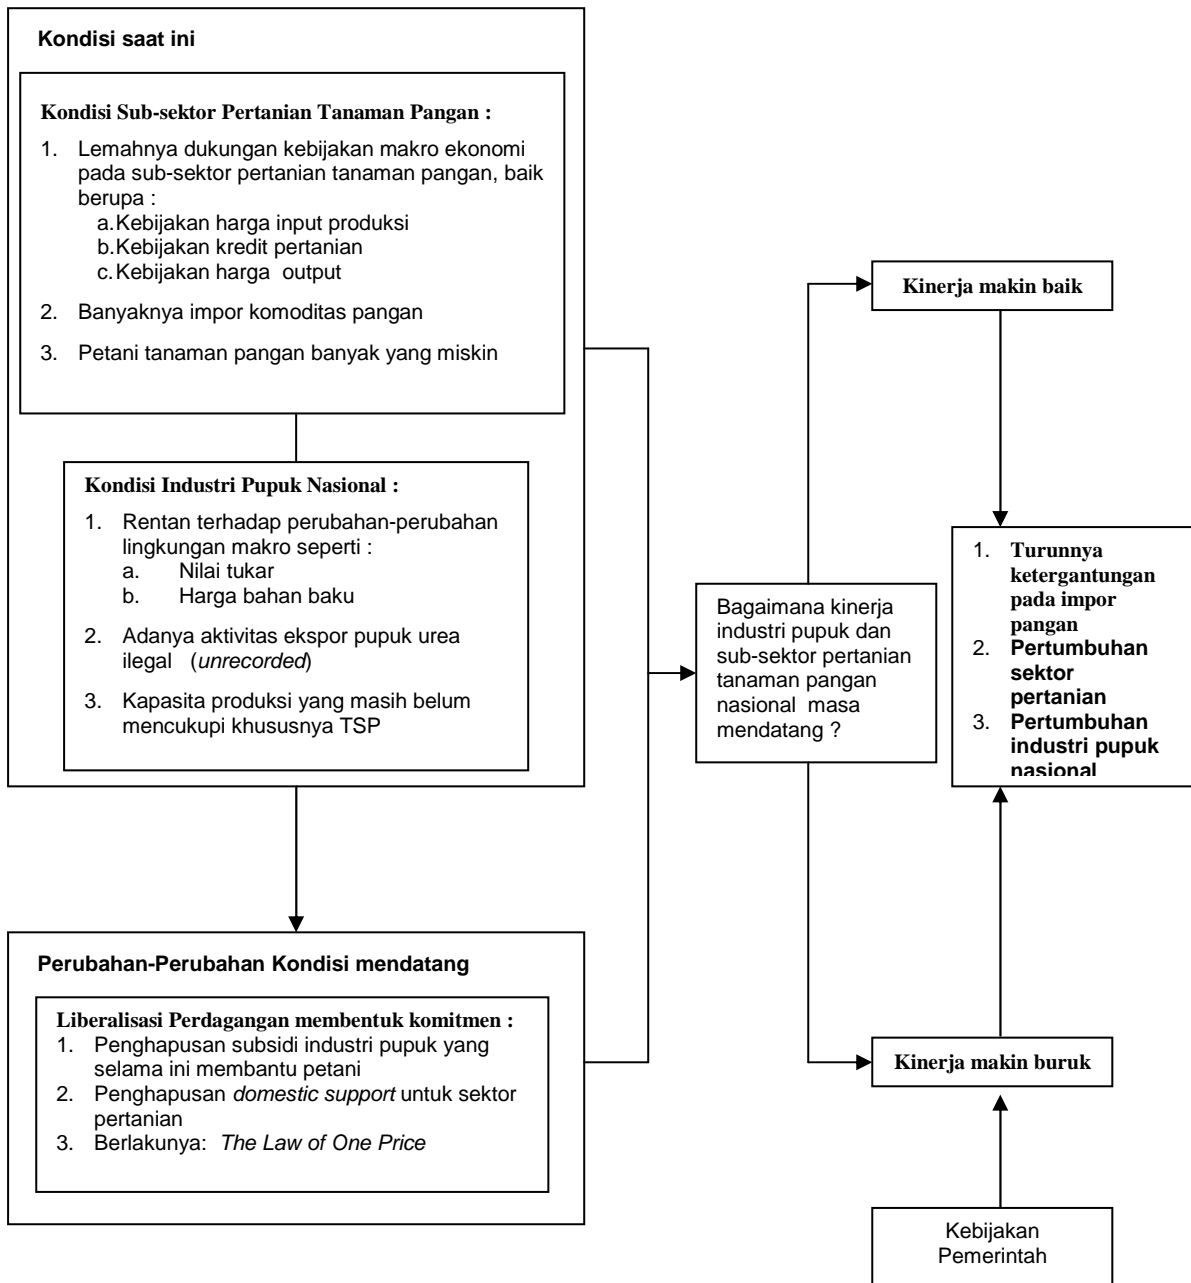 Kondisi saat ini
Kondisi Sub-sektor Pertanian Tanaman Pangan :
1. Lemahnya dukungan kebijakan makro ekonomi
pada sub-sektor pertanian tanaman pangan, baik
berupa :
a.Kebijakan harga input produksi
b.Kebijakan kredit pertanian
c.Kebijakan harga output
2. Banyaknya impor komoditas pangan
3. Petani tanaman pangan banyak yang miskin
Kondisi Industri Pupuk Nasional :
1. Rentan terhadap perubahan-perubahan
lingkungan makro seperti :
a. Nilai tukar
b. Harga bahan baku
2. Adanya aktivitas ekspor pupuk urea
ilegal (unrecorded)
3. Kapasita produksi yang masih belum
mencukupi khususnya TSP
Perubahan-Perubahan Kondisi mendatang
Liberalisasi Perdagangan membentuk komitmen :
1. Penghapusan subsidi industri pupuk yang
selama ini membantu petani
2. Penghapusan domestic support untuk sektor
pertanian
3. Berlakunya: The Law of One Price
Bagaimana kinerja
industri pupuk dan
sub-sektor pertanian
tanaman pangan
nasional masa
mendatang ?
Kinerja makin baik
1. Turunnya
ketergantungan
pada impor
pangan
2. Pertumbuhan
sektor
pertanian
3. Pertumbuhan
industri pupuk
nasional
Kinerja makin buruk
Kebijakan
Pemerintah